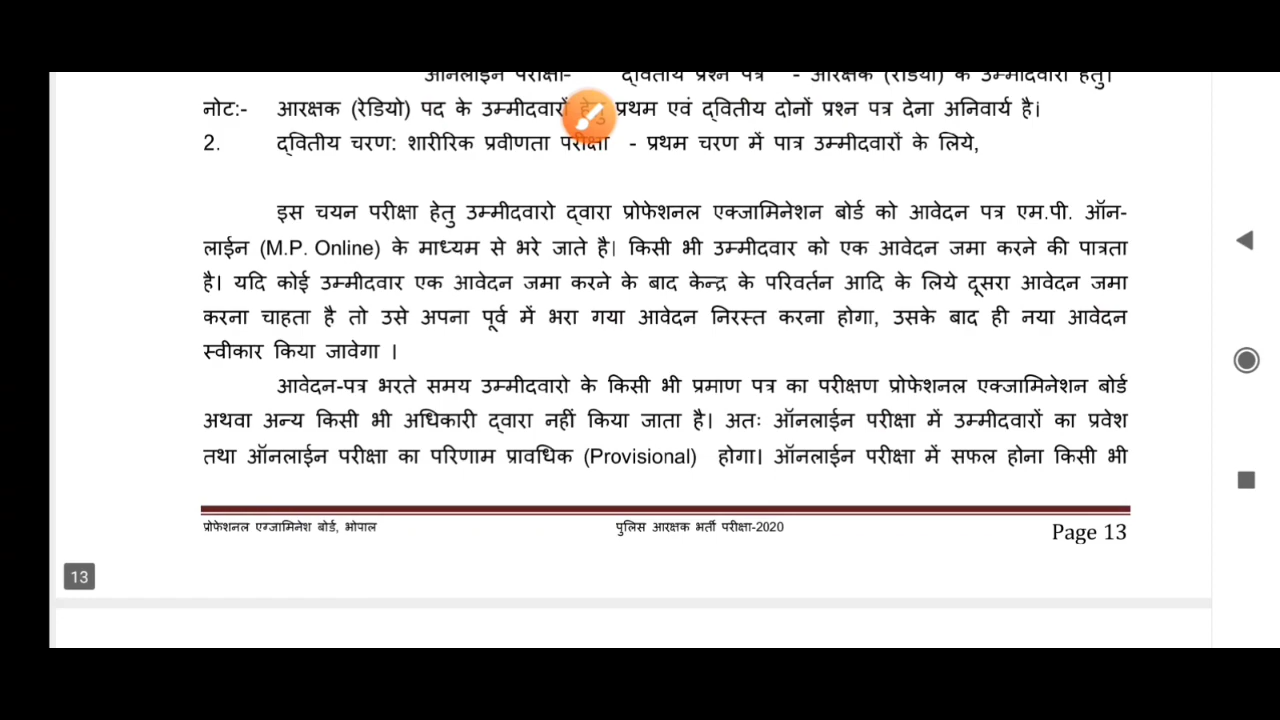 ऑनलाईन परीक्षा- द्वितीय प्रश्न पत्र - आरक्षक (रेडियो) के उम्मीदवारों हेतु।
नोट:- आरक्षक (रेडियो) पद के उम्मीदवारों हेतु प्रथम एवं द्वितीय दोनों प्रश्न पत्र देना अनिवार्य है।
2. द्वितीय चरण: शारीरिक प्रवीणता परीक्षा - प्रथम चरण में पात्र उम्मीदवारों के लिये,
इस चयन परीक्षा हेतु उम्मीदवारो द्वारा प्रोफेशनल एक्जामिनेशन बोर्ड को आवेदन पत्र एम.पी. ऑन-
लाईन (M.P. Online) के माध्यम से भरे जाते है। किसी भी उम्मीदवार को एक आवेदन जमा करने की पात्रता
है। यदि कोई उम्मीदवार एक आवेदन जमा करने के बाद केन्द्र के परिवर्तन आदि के लिये दूसरा आवेदन जमा
करना चाहता है तो उसे अपना पूर्व में भरा गया आवेदन निरस्त करना होगा, उसके बाद ही नया आवेदन
स्वीकार किया जावेगा ।
आवेदन-पत्र भरते समय उम्मीदवारो के किसी भी प्रमाण पत्र का परीक्षण प्रोफेशनल एक्जामिनेशन बोर्ड
अथवा अन्य किसी भी अधिकारी द्वारा नहीं किया जाता है। अतः ऑनलाईन परीक्षा में उम्मीदवारों का प्रवेश
तथा ऑनलाईन परीक्षा का परिणाम प्रावधिक (Provisional) होगा। ऑनलाईन परीक्षा में सफल होना किसी भी
प्रोफेशनल एग्जामिनेश बोर्ड, भोपाल पुलिस आरक्षक भर्ती परीक्षा-2020 Page 13
13